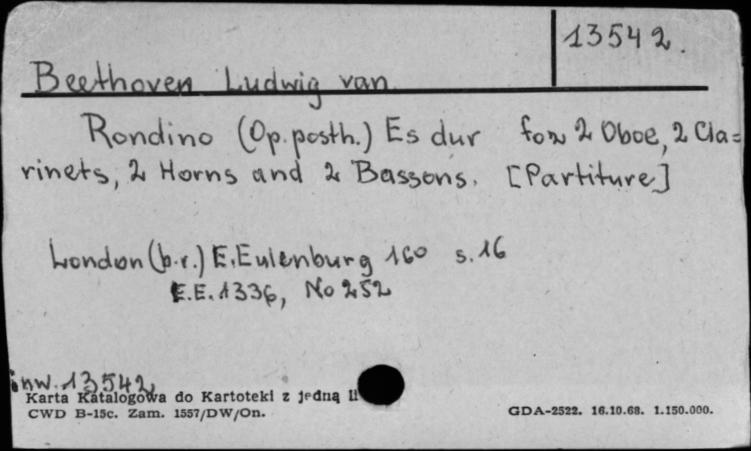 13542.
Beethoven Ludwig van
Rondino (Op. posth.) Es dur for 2 Oboe, 2 Cla=
rinets, 2 Horns and 2 Bassons. [Partiture]
London (b.r.) E. Eulenburg 160 s. 16
E.E. 1336, No 252
inw. 13542
Karta Katalogowa do Kartoteki z jedną li
CWD B-15c. Zam. 1557/DW/On.
GDA-2522. 16.10.68. 1.150.000.